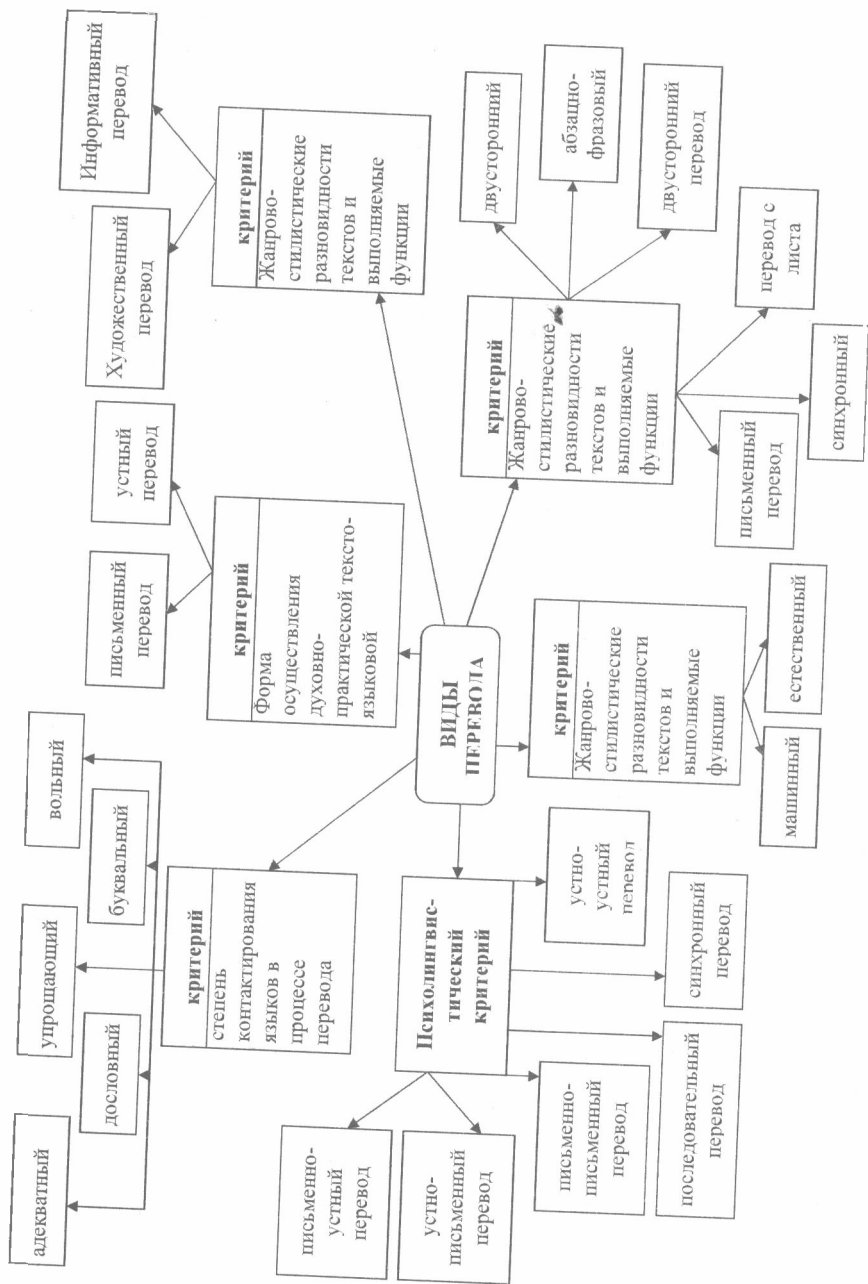 адекватный
дословный
упрощающий
буквальный
вольный
критерий
степень
контактирования
языков в
процессе
перевода
письменный
перевод
устный
перевод
критерий
Форма
осуществления
духовно-
практической тексто-
языковой
Художественный
перевод
Информативный
перевод
критерий
Жанрово-
стилистические
разновидности
текстов и
выполняемые
функции
ВИДЫ
ПЕРЕВОДА
письменно-
устный
перевод
устно-
письменный
перевод
Психолингвис-
тический
критерий
письменно-
письменный
перевод
последовательный
перевод
синхронный
перевод
устно-
устный
перевод
критерий
Жанрово-
стилистические
разновидности
текстов и
выполняемые
функции
машинный
естественный
критерий
Жанрово-
стилистические
разновидности
текстов и
выполняемые
функции
двусторонний
абзацно-
фразовый
двусторонний
перевод
письменный
перевод
синхронный
перевод с
листа